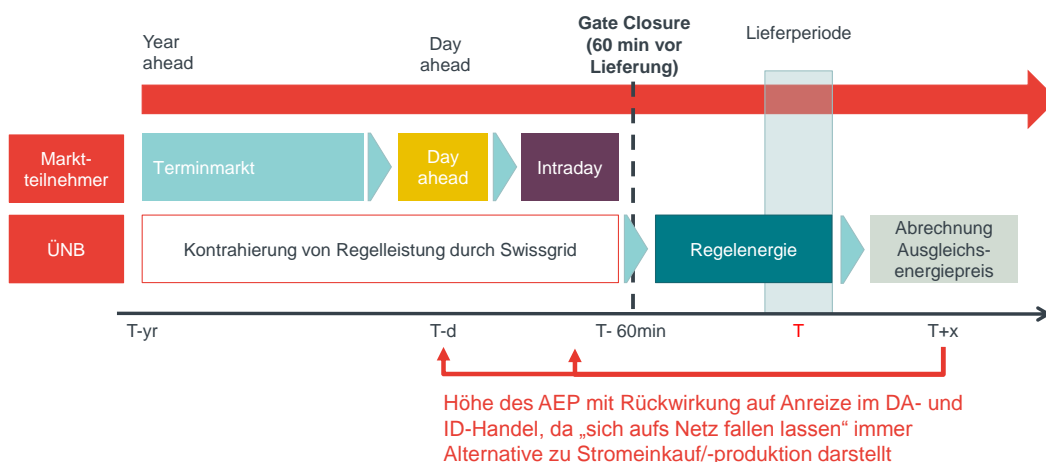 Year
ahead
Day
ahead
Gate Closure
(60 min vor
Lieferung)
Lieferperiode
Markt-
teilnehmer
Terminmarkt
Day
ahead
Intraday
ÜNB
Kontrahierung von Regelleistung durch Swissgrid
Regelenergie
Abrechnung
Ausgleichs-
energiepreis
T-yr
T-d
T- 60min
T
T+x
Höhe des AEP mit Rückwirkung auf Anreize im DA- und
ID-Handel, da „sich aufs Netz fallen lassen“ immer
Alternative zu Stromeinkauf/-produktion darstellt